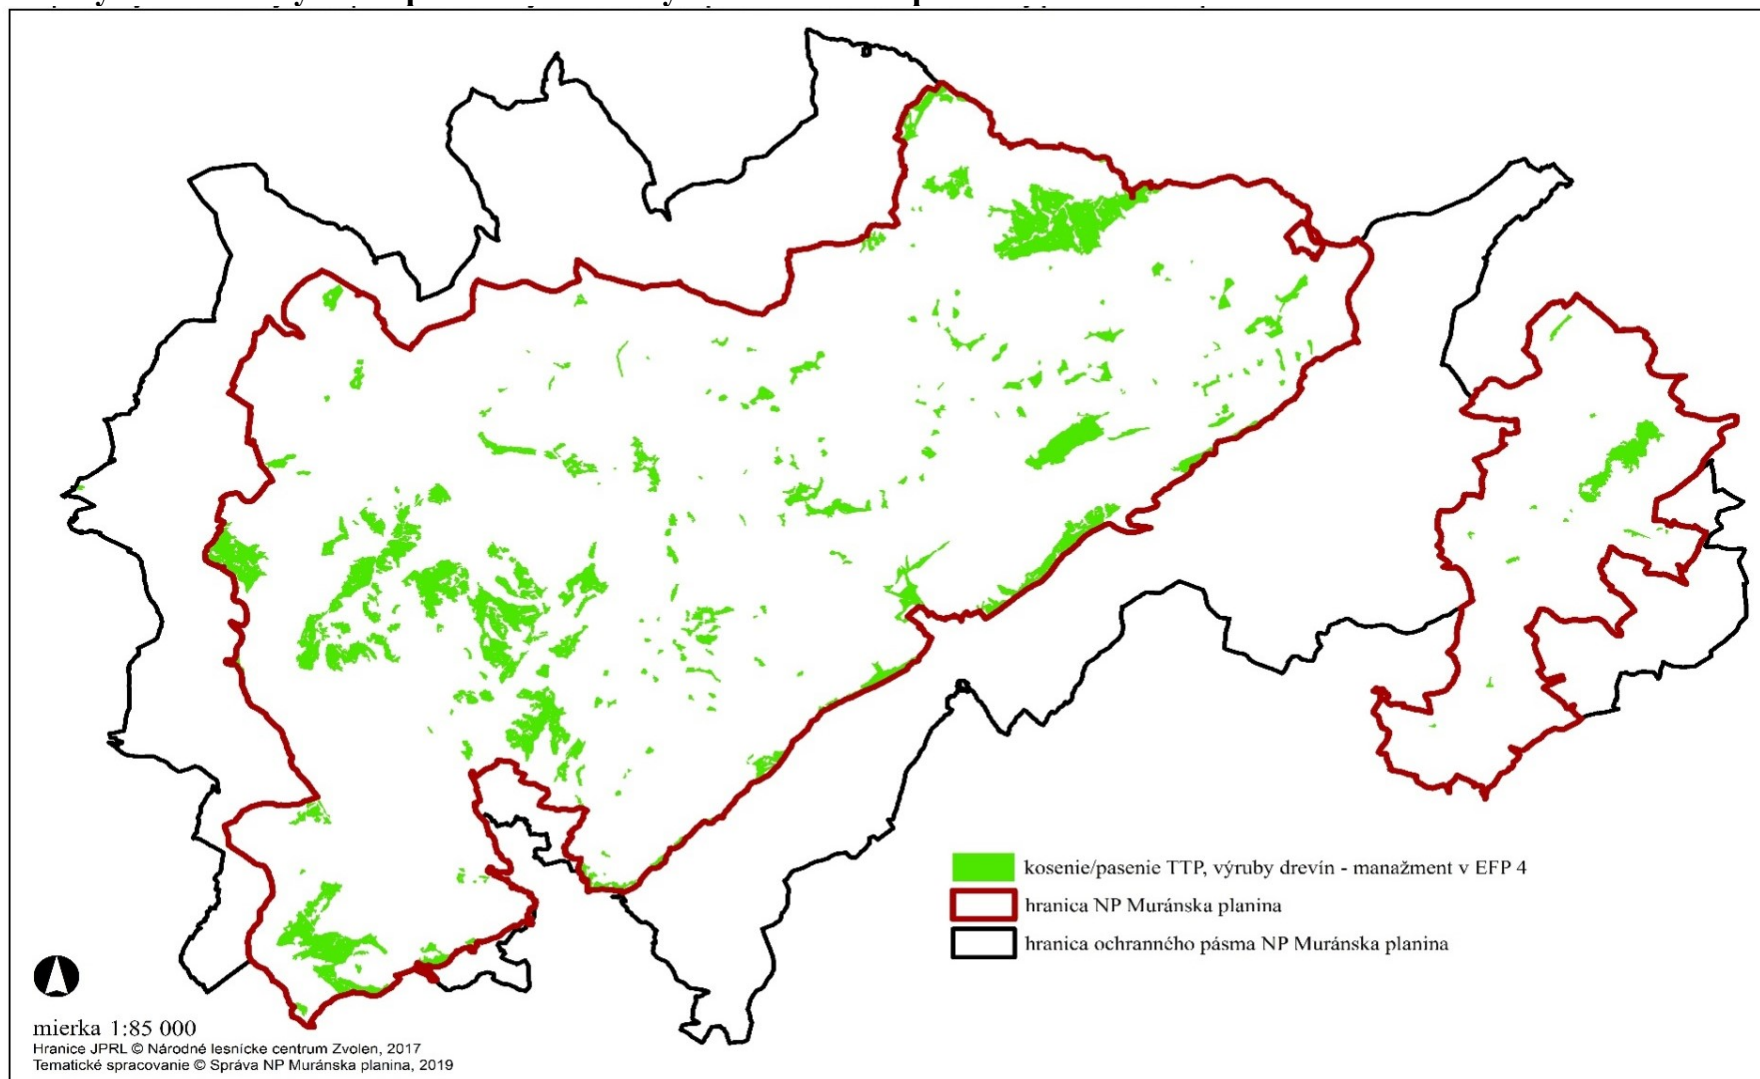 kosenie/pasenie TTP, výruby drevín - manažment v EFP 4
hranica NP Muránska planina
hranica ochranného pásma NP Muránska planina
mierka 1:85 000
Hranice JPRL © Národné lesnícke centrum Zvolen, 2017
Tematické spracovanie © Správa NP Muránska planina, 2019